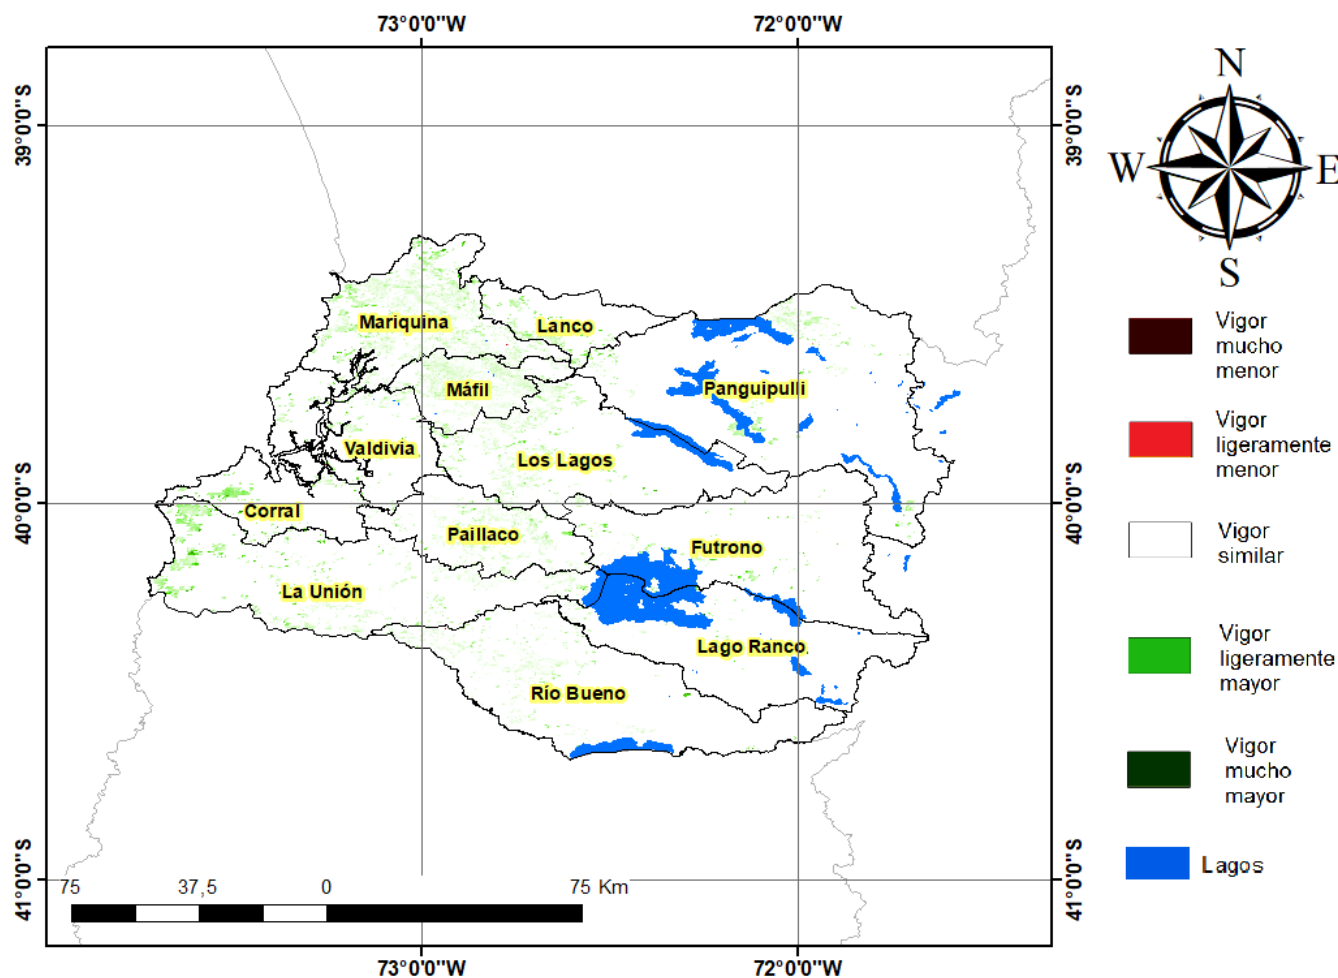 73°0'0"W
72°0'0"W
39°0'0"S
39°0'0"S
N
W
E
S
Mariquina
Lanco
Máfil
Panguipulli
Valdivia
Los Lagos
40°0'0"S
40°0'0"S
Corral
Paillaco
Futrono
La Unión
Lago Ranco
Río Bueno
Vigor
mucho
menor
Vigor
ligeramente
menor
Vigor
similar
Vigor
ligeramente
mayor
Vigor
mucho
mayor
Lagos
75
37,5
0
75 Km
41°0'0"S
41°0'0"S
73°0'0"W
72°0'0"W